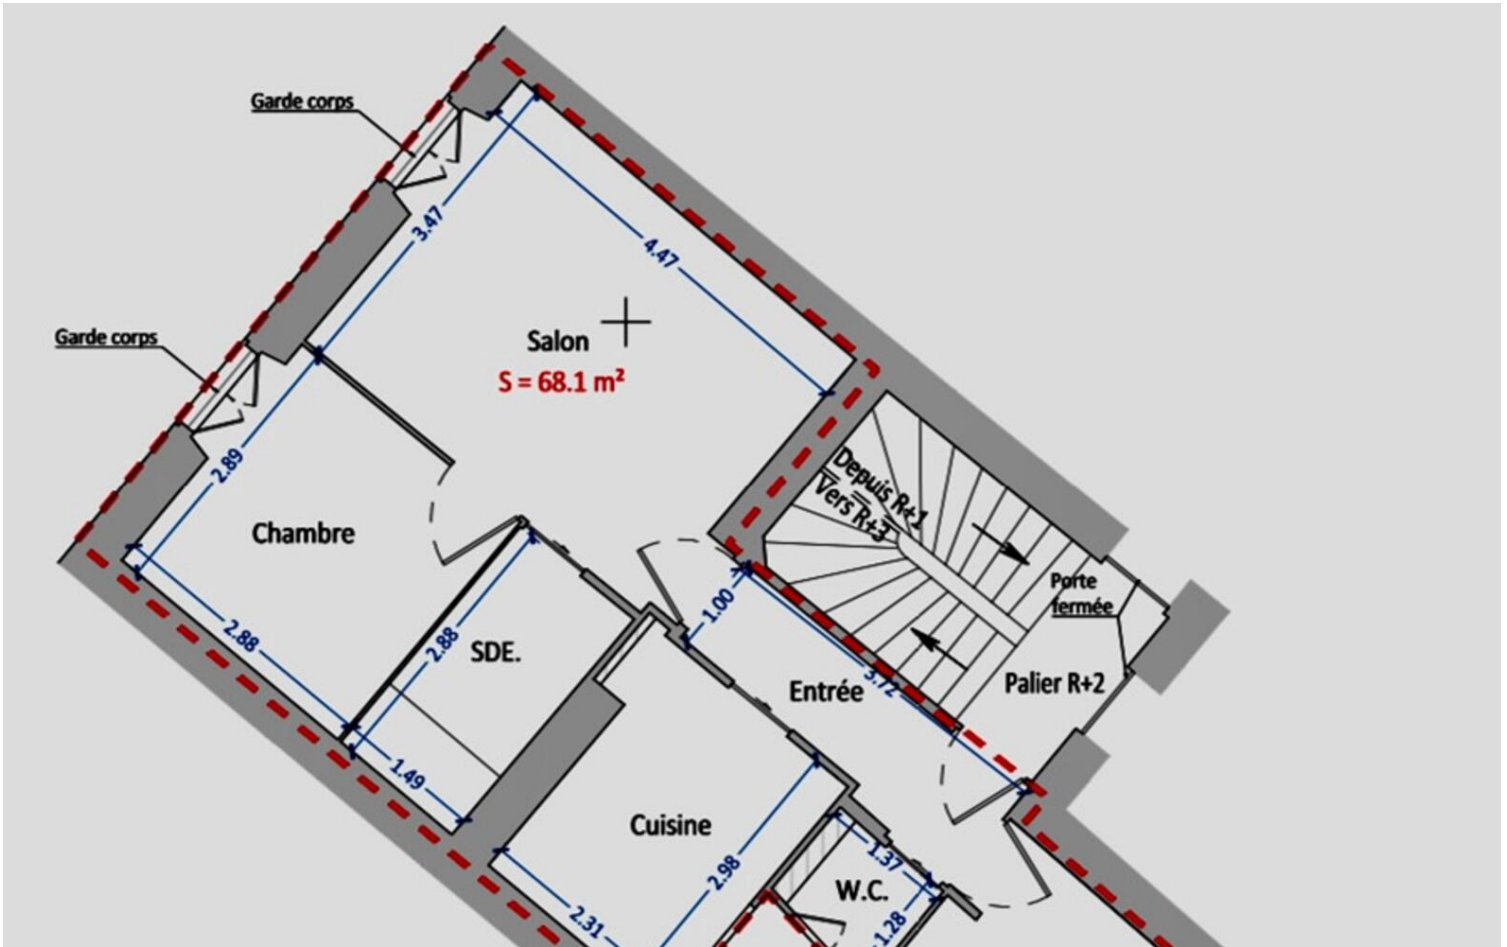 Garde corps
3.47
4.47
Garde corps
Salon
S = 68.1 m²
2.89
Depuis R+1
Vers R+3
Chambre
Porte
fermée
1.00
2.88
2.88
SDE.
3.72
Entrée
Palier R+2
1.49
Cuisine
1.37
2.98
W.C.
2.31
1.28